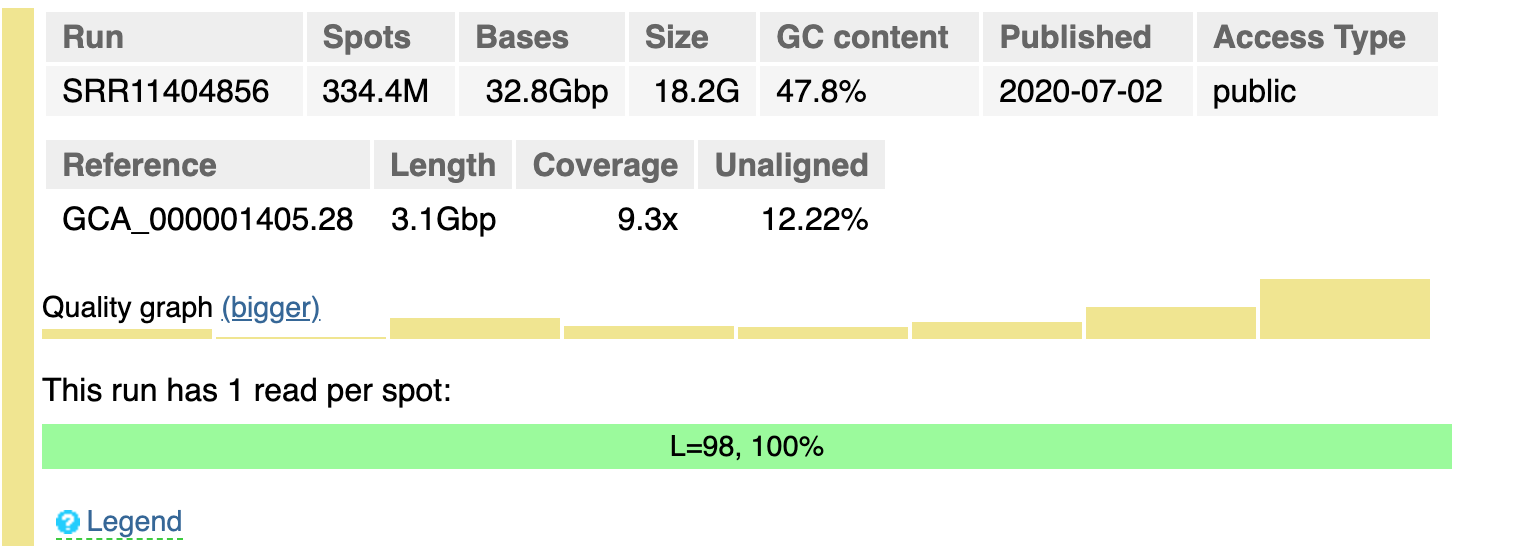 Run Spots Bases Size GC content Published Access Type
SRR11404856 334.4M 32.8Gbp 18.2G 47.8% 2020-07-02 public
Reference Length Coverage Unaligned
GCA_000001405.28 3.1Gbp 9.3x 12.22%
Quality graph (bigger)
This run has 1 read per spot:
L=98, 100%
? Legend